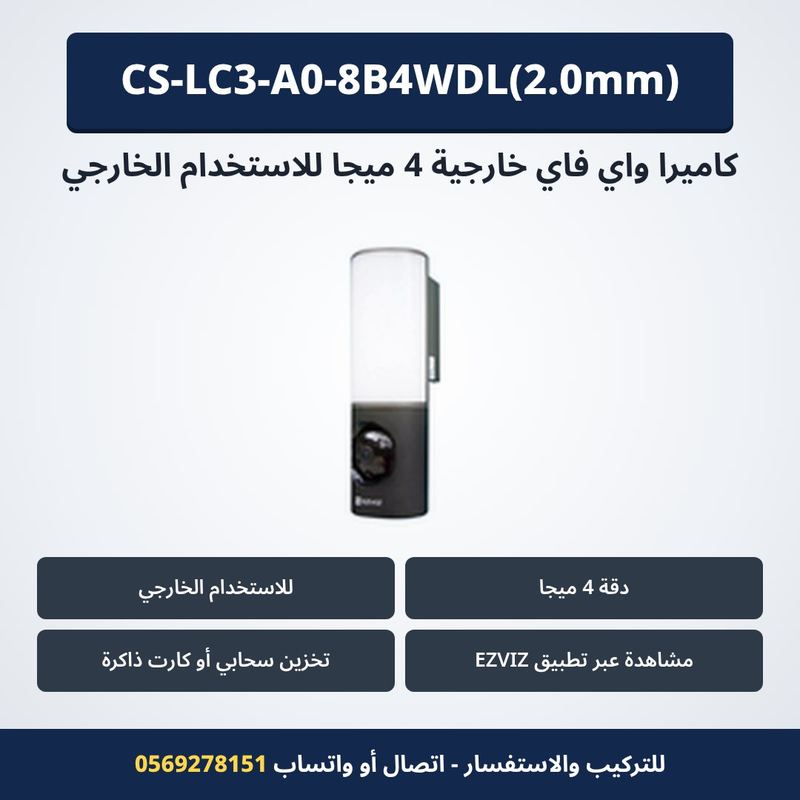 CS-LC3-A0-8B4WDL(2.0mm)
كاميرا واي فاي خارجية 4 ميجا للاستخدام الخارجي
EZVIZ
دقة 4 ميجا
للاستخدام الخارجي
مشاهدة عبر تطبيق EZVIZ
تخزين سحابي أو كارت ذاكرة
للتركيب والاستفسار - اتصال أو واتساب 0569278151